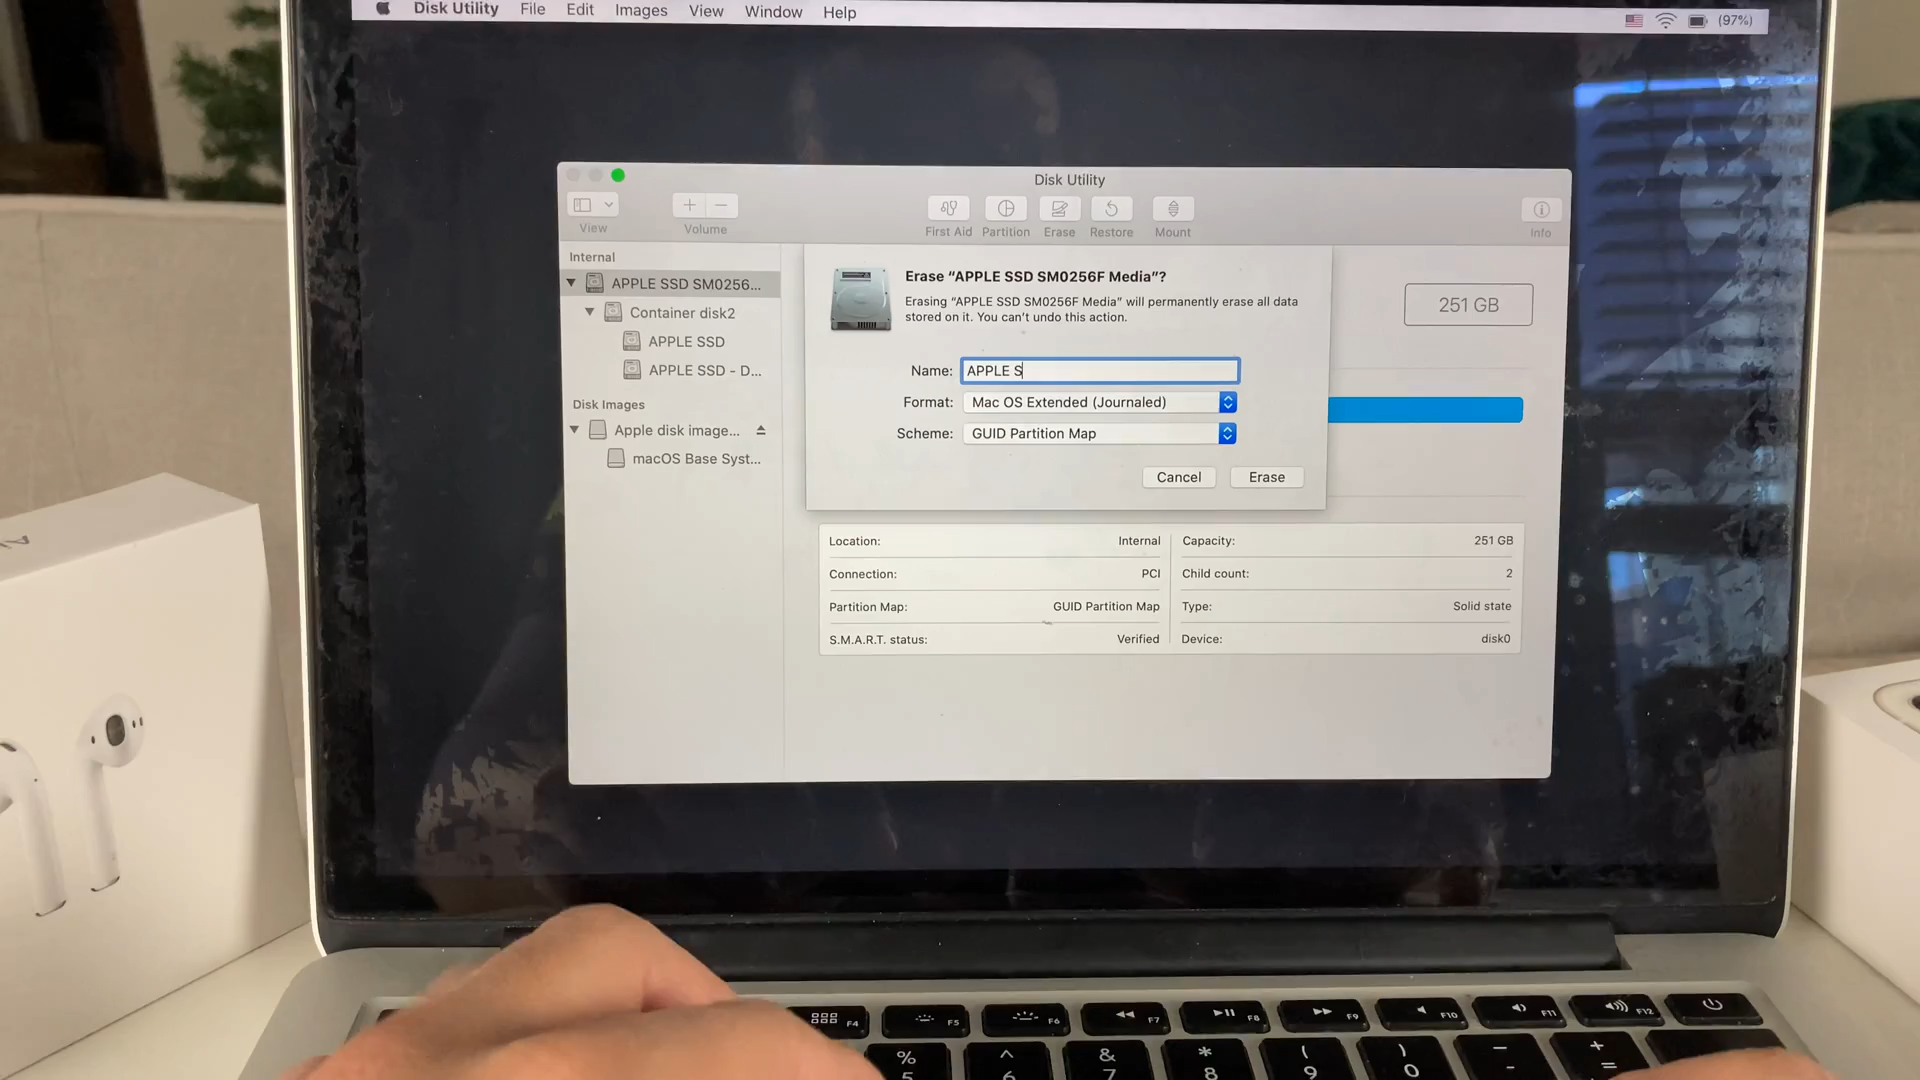 Disk Utility File Edit Images View Window Help (97%)
Disk Utility
View Volume First Aid Partition Erase Restore Mount Info
Internal
APPLE SSD SM0256...
Container disk2
APPLE SSD
APPLE SSD - D...
Disk Images
Apple disk image...
macOS Base Syst...
Erase “APPLE SSD SM0256F Media”?
Erasing “APPLE SSD SM0256F Media” will permanently erase all data
stored on it. You can’t undo this action.
Name: APPLE S
Format: Mac OS Extended (Journaled)
Scheme: GUID Partition Map
Cancel Erase
251 GB
Location: Internal Capacity: 251 GB
Connection: PCI Child count: 2
Partition Map: GUID Partition Map Type: Solid state
S.M.A.R.T. status: Verified Device: disk0
F4 F5 F6 F7 F8 F9 F10 F11 F12
% ^ & * ( ) – +
5 6 7 8 9 0 - =